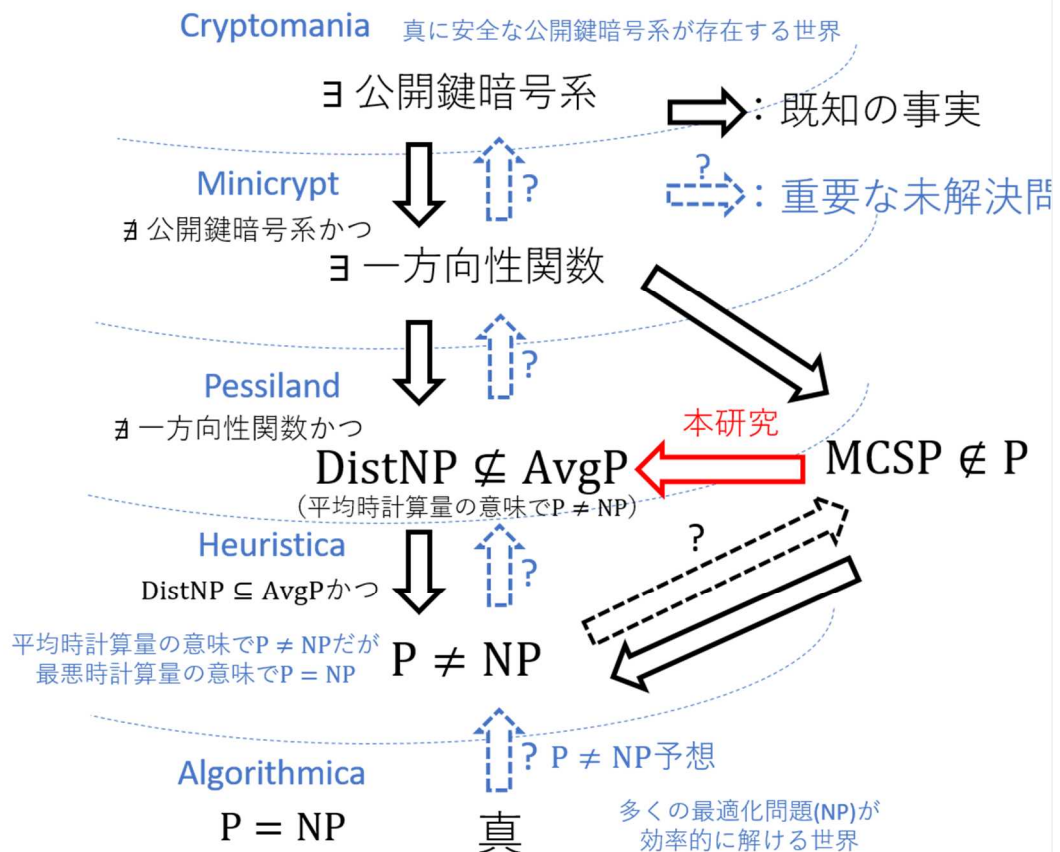 Cryptomania 真に安全な公開鍵暗号系が存在する世界
∃ 公開鍵暗号系
: 既知の事実
Minicrypt
?
?
: 重要な未解決問
∄ 公開鍵暗号系かつ
∃ 一方向性関数
?
Pessiland
∄ 一方向性関数かつ
本研究
DistNP ⊈ AvgP
MCSP ∉ P
(平均時計算量の意味でP ≠ NP)
Heuristica
?
?
DistNP ⊆ AvgPかつ
平均時計算量の意味でP ≠ NPだが
最悪時計算量の意味でP = NP
P ≠ NP
? P ≠ NP予想
Algorithmica
P = NP
真
多くの最適化問題(NP)が
効率的に解ける世界